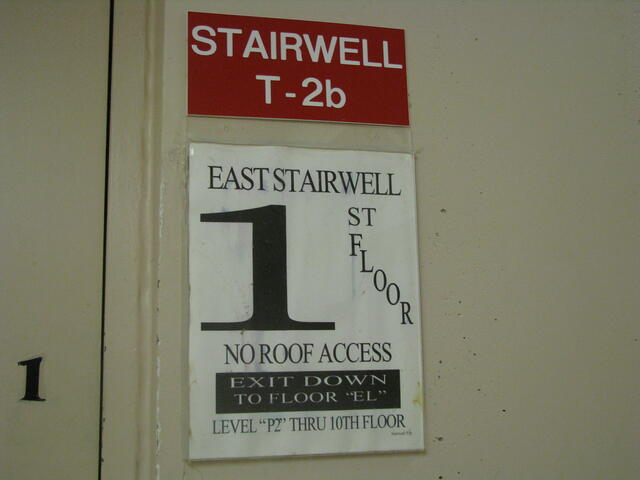 STAIRWELL
T-2b
EAST STAIRWELL
1 ST
FLOOR
NO ROOF ACCESS
EXIT DOWN
TO FLOOR "EL"
LEVEL "P2" THRU 10TH FLOOR
1